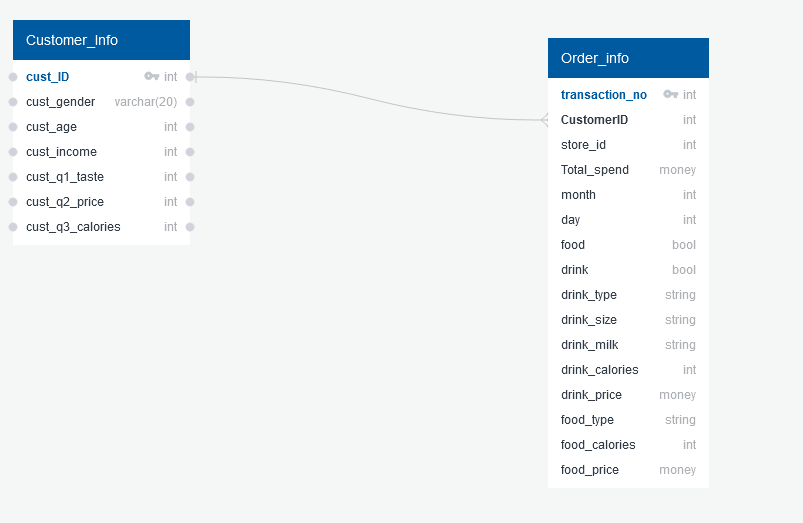 Customer_Info
cust_ID int
cust_gender varchar(20)
cust_age int
cust_income int
cust_q1_taste int
cust_q2_price int
cust_q3_calories int
Order_info
transaction_no int
CustomerID int
store_id int
Total_spend money
month int
day int
food bool
drink bool
drink_type string
drink_size string
drink_milk string
drink_calories int
drink_price money
food_type string
food_calories int
food_price money